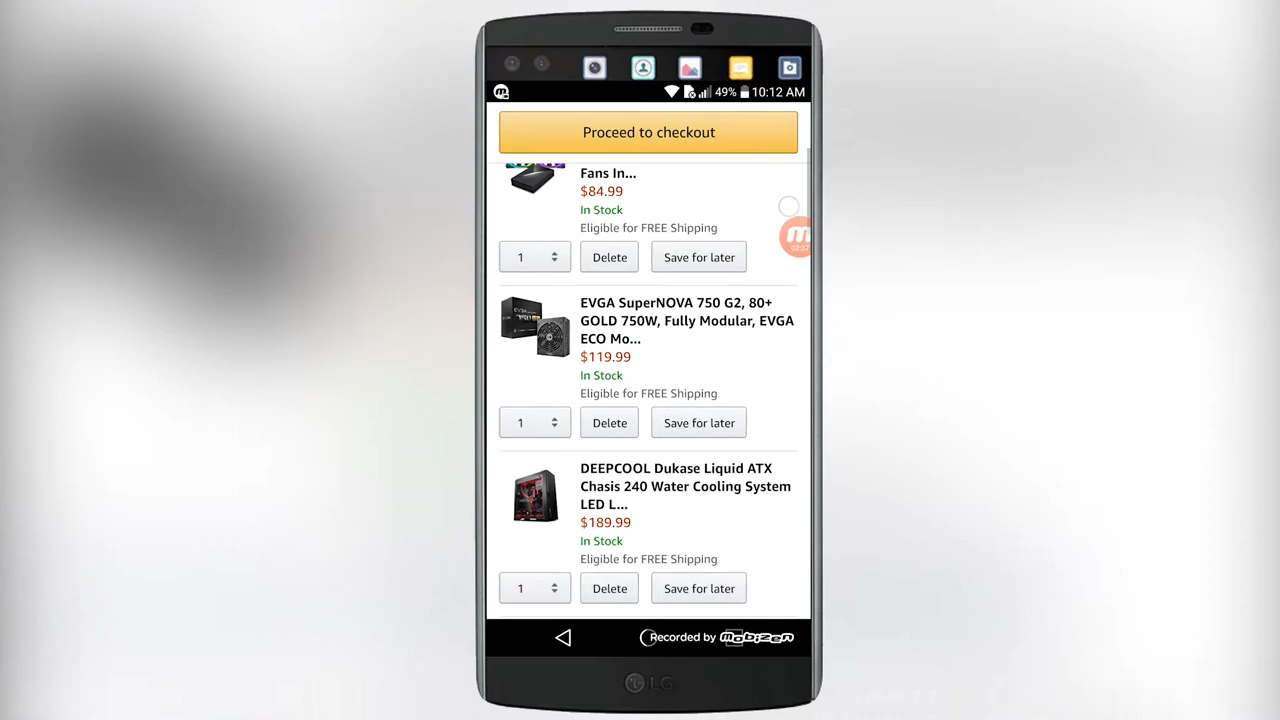 49% 10:12 AM
Proceed to checkout
Fans In...
$84.99
In Stock
Eligible for FREE Shipping
02:37
1 Delete Save for later
EVGA SuperNOVA 750 G2, 80+
GOLD 750W, Fully Modular, EVGA
ECO Mo...
$119.99
In Stock
Eligible for FREE Shipping
1 Delete Save for later
DEEPCOOL Dukase Liquid ATX
Chasis 240 Water Cooling System
LED L...
$189.99
In Stock
Eligible for FREE Shipping
1 Delete Save for later
Recorded by mobizen
LG